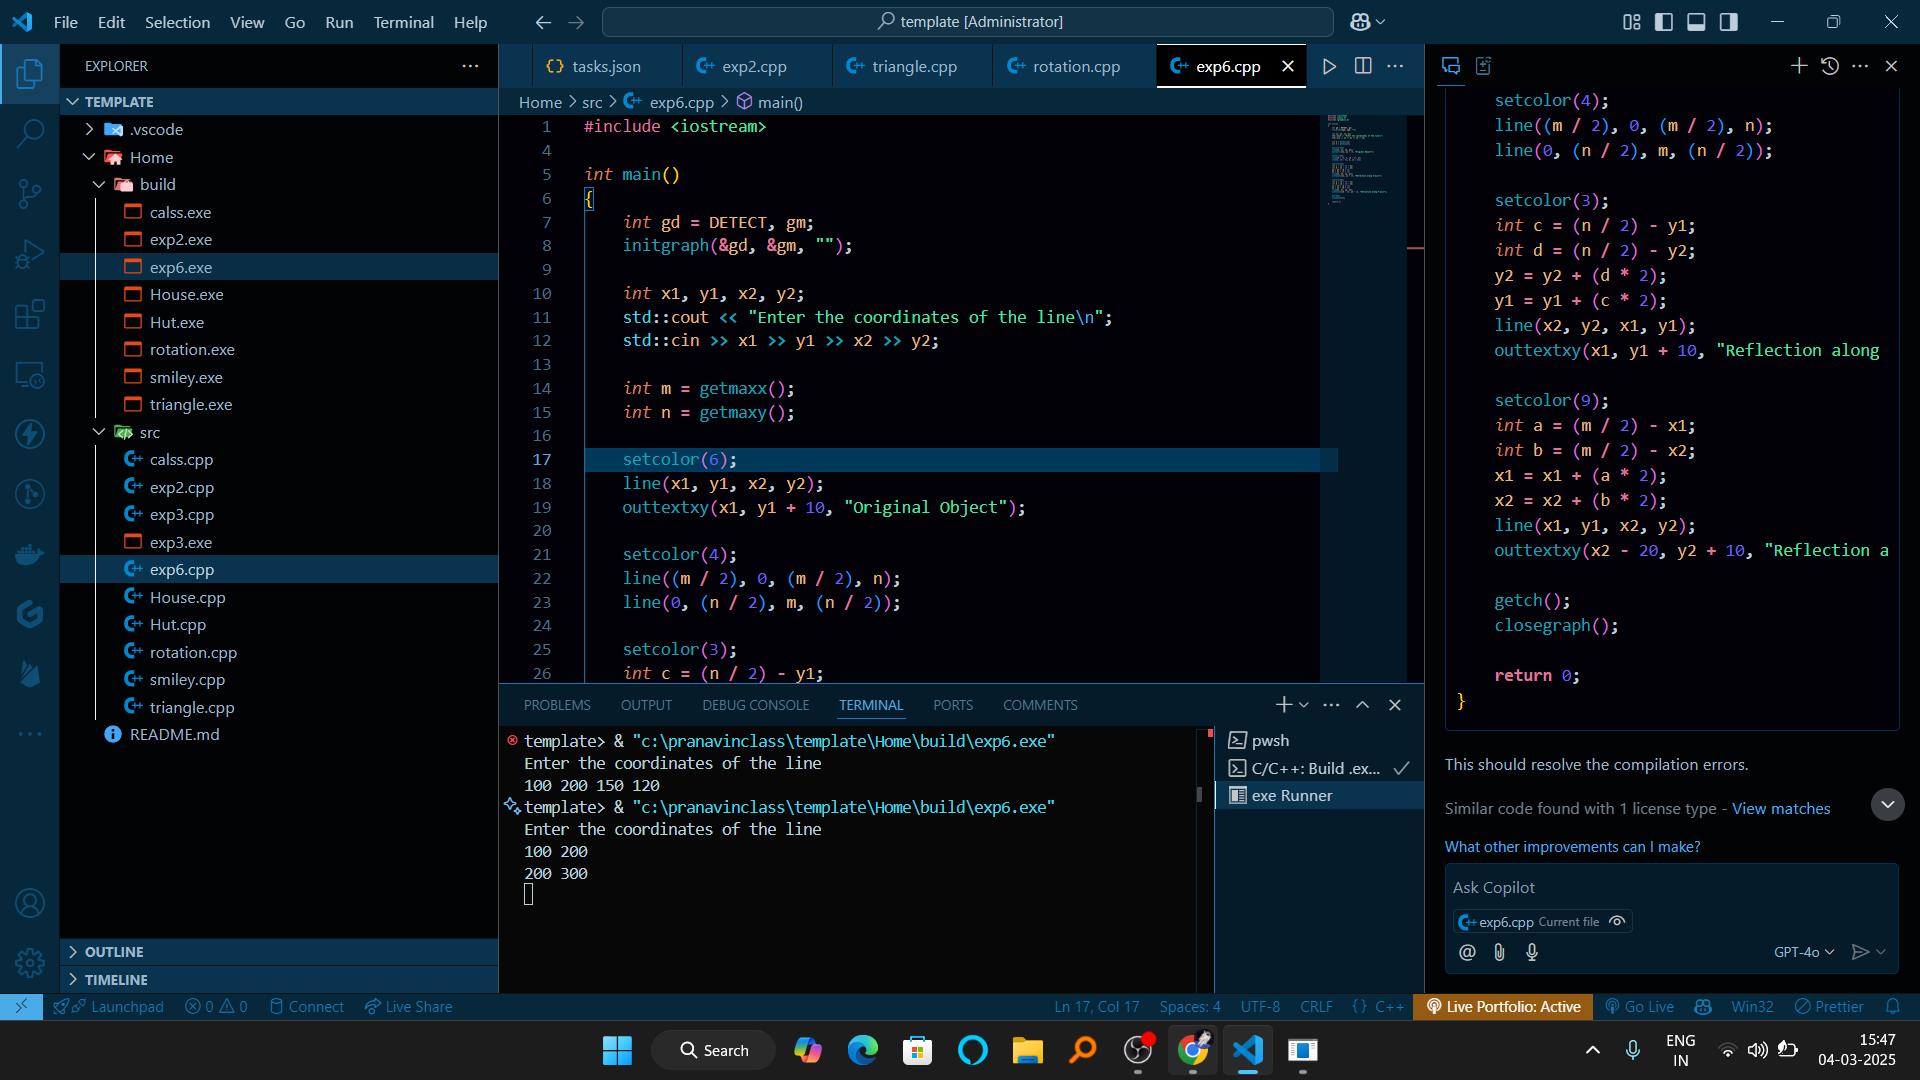 File Edit Selection View Go Run Terminal Help
template [Administrator]
EXPLORER
TEMPLATE
.vscode
Home
build
calss.exe
exp2.exe
exp6.exe
House.exe
Hut.exe
rotation.exe
smiley.exe
triangle.exe
src
calss.cpp
exp2.cpp
exp3.cpp
exp3.exe
exp6.cpp
House.cpp
Hut.cpp
rotation.cpp
smiley.cpp
triangle.cpp
README.md
OUTLINE
TIMELINE
tasks.json exp2.cpp triangle.cpp rotation.cpp exp6.cpp
Home > src > exp6.cpp > main()
1 #include <iostream>
4
5 int main()
6 {
7 int gd = DETECT, gm;
8 initgraph(&gd, &gm, "");
9
10 int x1, y1, x2, y2;
11 std::cout << "Enter the coordinates of the line\n";
12 std::cin >> x1 >> y1 >> x2 >> y2;
13
14 int m = getmaxx();
15 int n = getmaxy();
16
17 setcolor(6);
18 line(x1, y1, x2, y2);
19 outtextxy(x1, y1 + 10, "Original Object");
20
21 setcolor(4);
22 line((m / 2), 0, (m / 2), n);
23 line(0, (n / 2), m, (n / 2));
24
25 setcolor(3);
26 int c = (n / 2) - y1;
PROBLEMS OUTPUT DEBUG CONSOLE TERMINAL PORTS COMMENTS
template> & "c:\pranavinclass\template\Home\build\exp6.exe"
Enter the coordinates of the line
100 200 150 120
template> & "c:\pranavinclass\template\Home\build\exp6.exe"
Enter the coordinates of the line
100 200
200 300
pwsh
C/C++: Build .ex...
exe Runner
setcolor(4);
line((m / 2), 0, (m / 2), n);
line(0, (n / 2), m, (n / 2));
setcolor(3);
int c = (n / 2) - y1;
int d = (n / 2) - y2;
y2 = y2 + (d * 2);
y1 = y1 + (c * 2);
line(x2, y2, x1, y1);
outtextxy(x1, y1 + 10, "Reflection along
setcolor(9);
int a = (m / 2) - x1;
int b = (m / 2) - x2;
x1 = x1 + (a * 2);
x2 = x2 + (b * 2);
line(x1, y1, x2, y2);
outtextxy(x2 - 20, y2 + 10, "Reflection a
getch();
closegraph();
return 0;
}
This should resolve the compilation errors.
Similar code found with 1 license type - View matches
What other improvements can I make?
Ask Copilot
exp6.cpp Current file
GPT-4o
Launchpad 0 0 Connect Live Share Ln 17, Col 17 Spaces: 4 UTF-8 CRLF {} C++ Live Portfolio: Active Go Live Win32 Prettier
Search
ENG
IN
15:47
04-03-2025